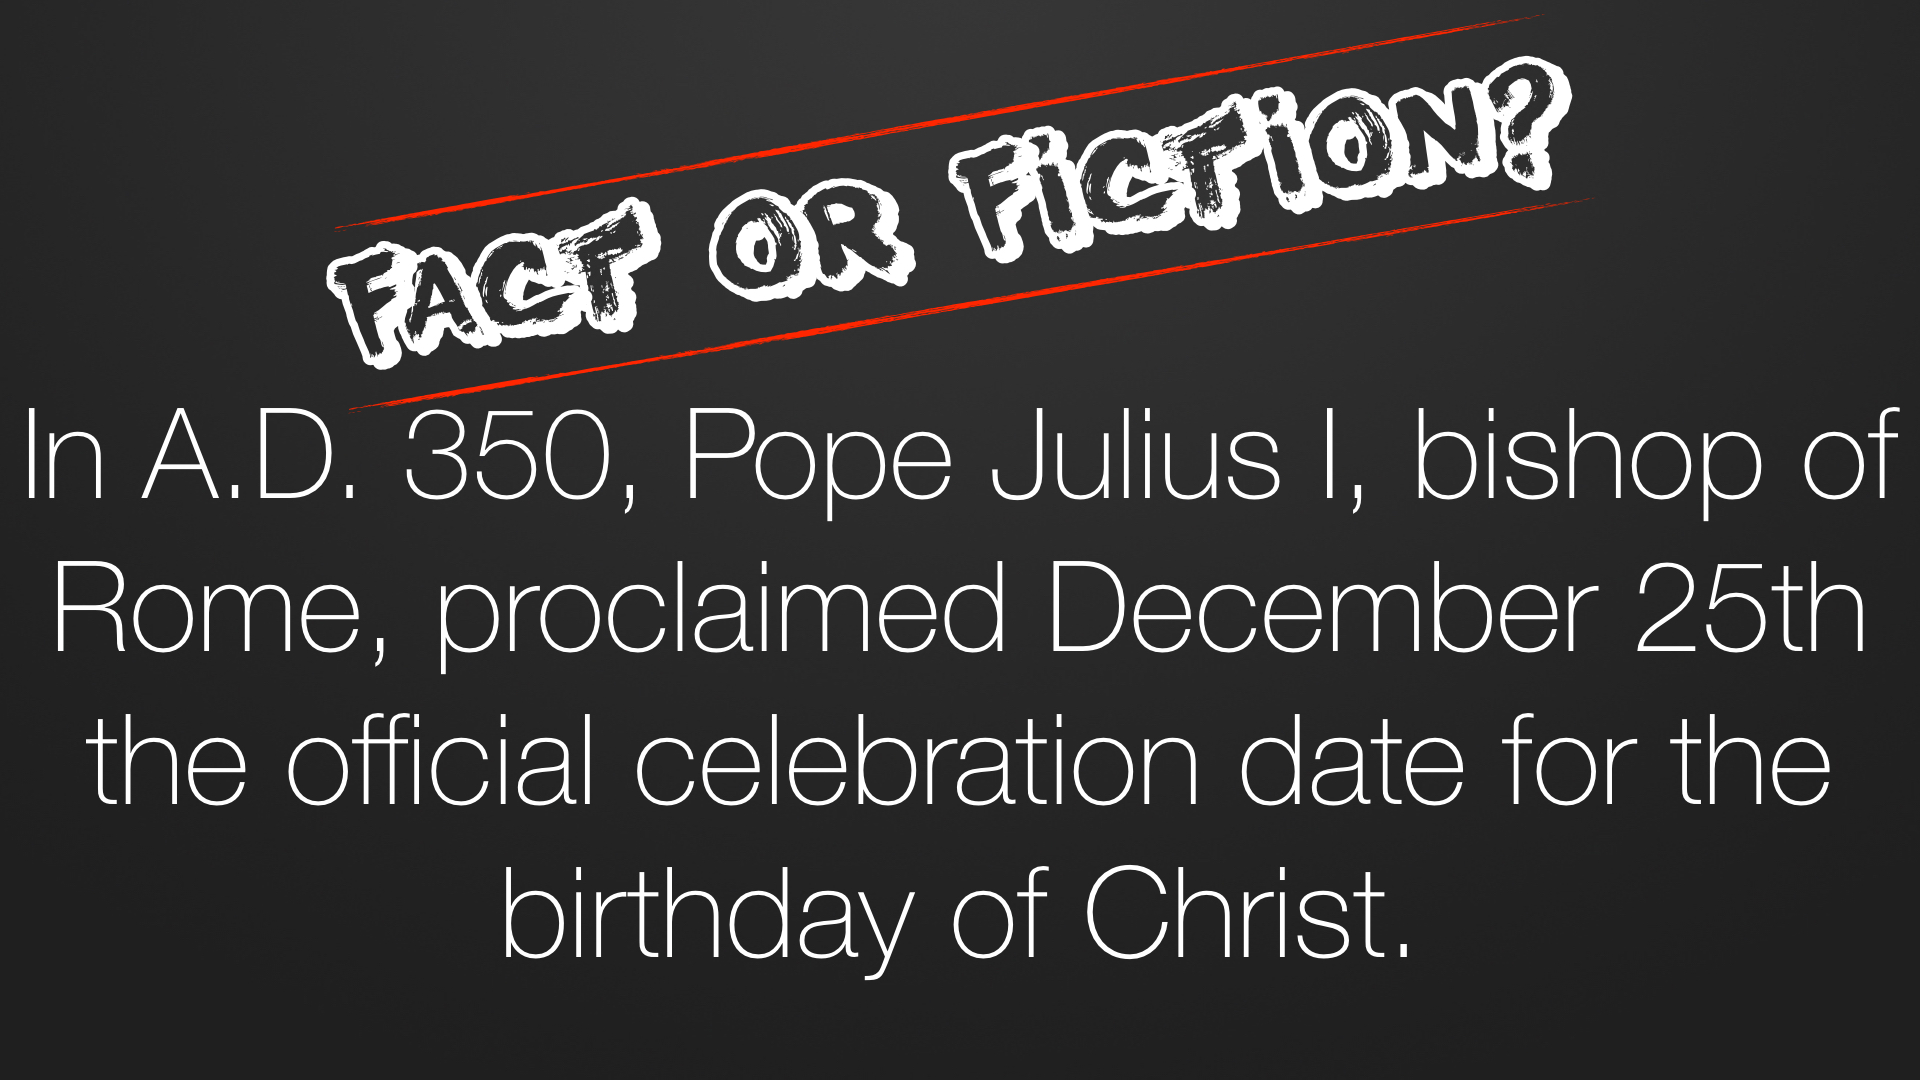 FACT OR FiCTiON?
In A.D. 350, Pope Julius I, bishop of
Rome, proclaimed December 25th
the official celebration date for the
birthday of Christ.